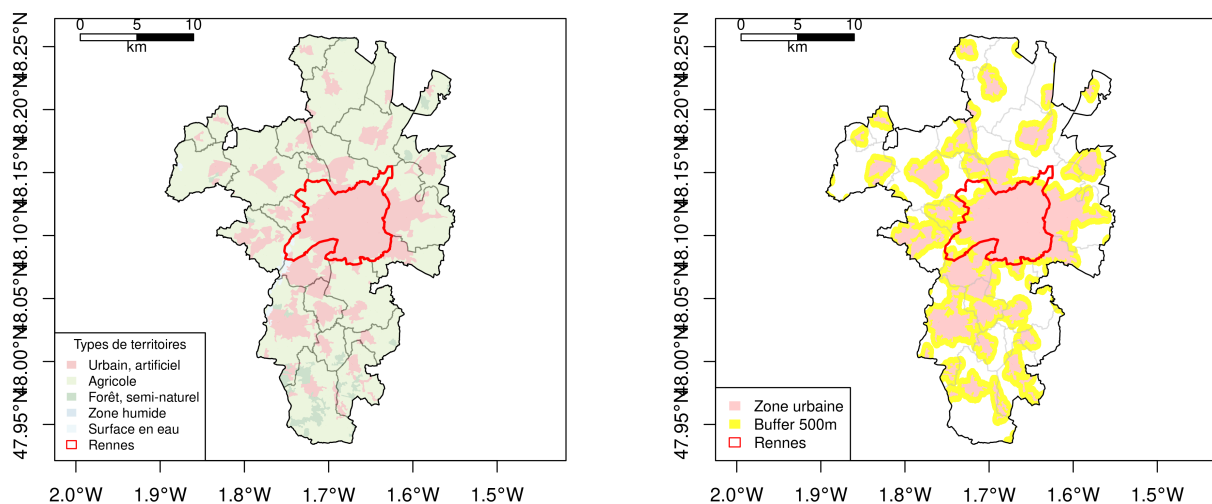 0 5 10
km
48.25°N
48.20°N
48.15°N
48.10°N
48.05°N
48.00°N
47.95°N
Types de territoires
Urbain, artificiel
Agricole
Forêt, semi-naturel
Zone humide
Surface en eau
Rennes
2.0°W 1.9°W 1.8°W 1.7°W 1.6°W 1.5°W
0 5 10
km
48.25°N
48.20°N
48.15°N
48.10°N
48.05°N
48.00°N
47.95°N
Zone urbaine
Buffer 500m
Rennes
2.0°W 1.9°W 1.8°W 1.7°W 1.6°W 1.5°W